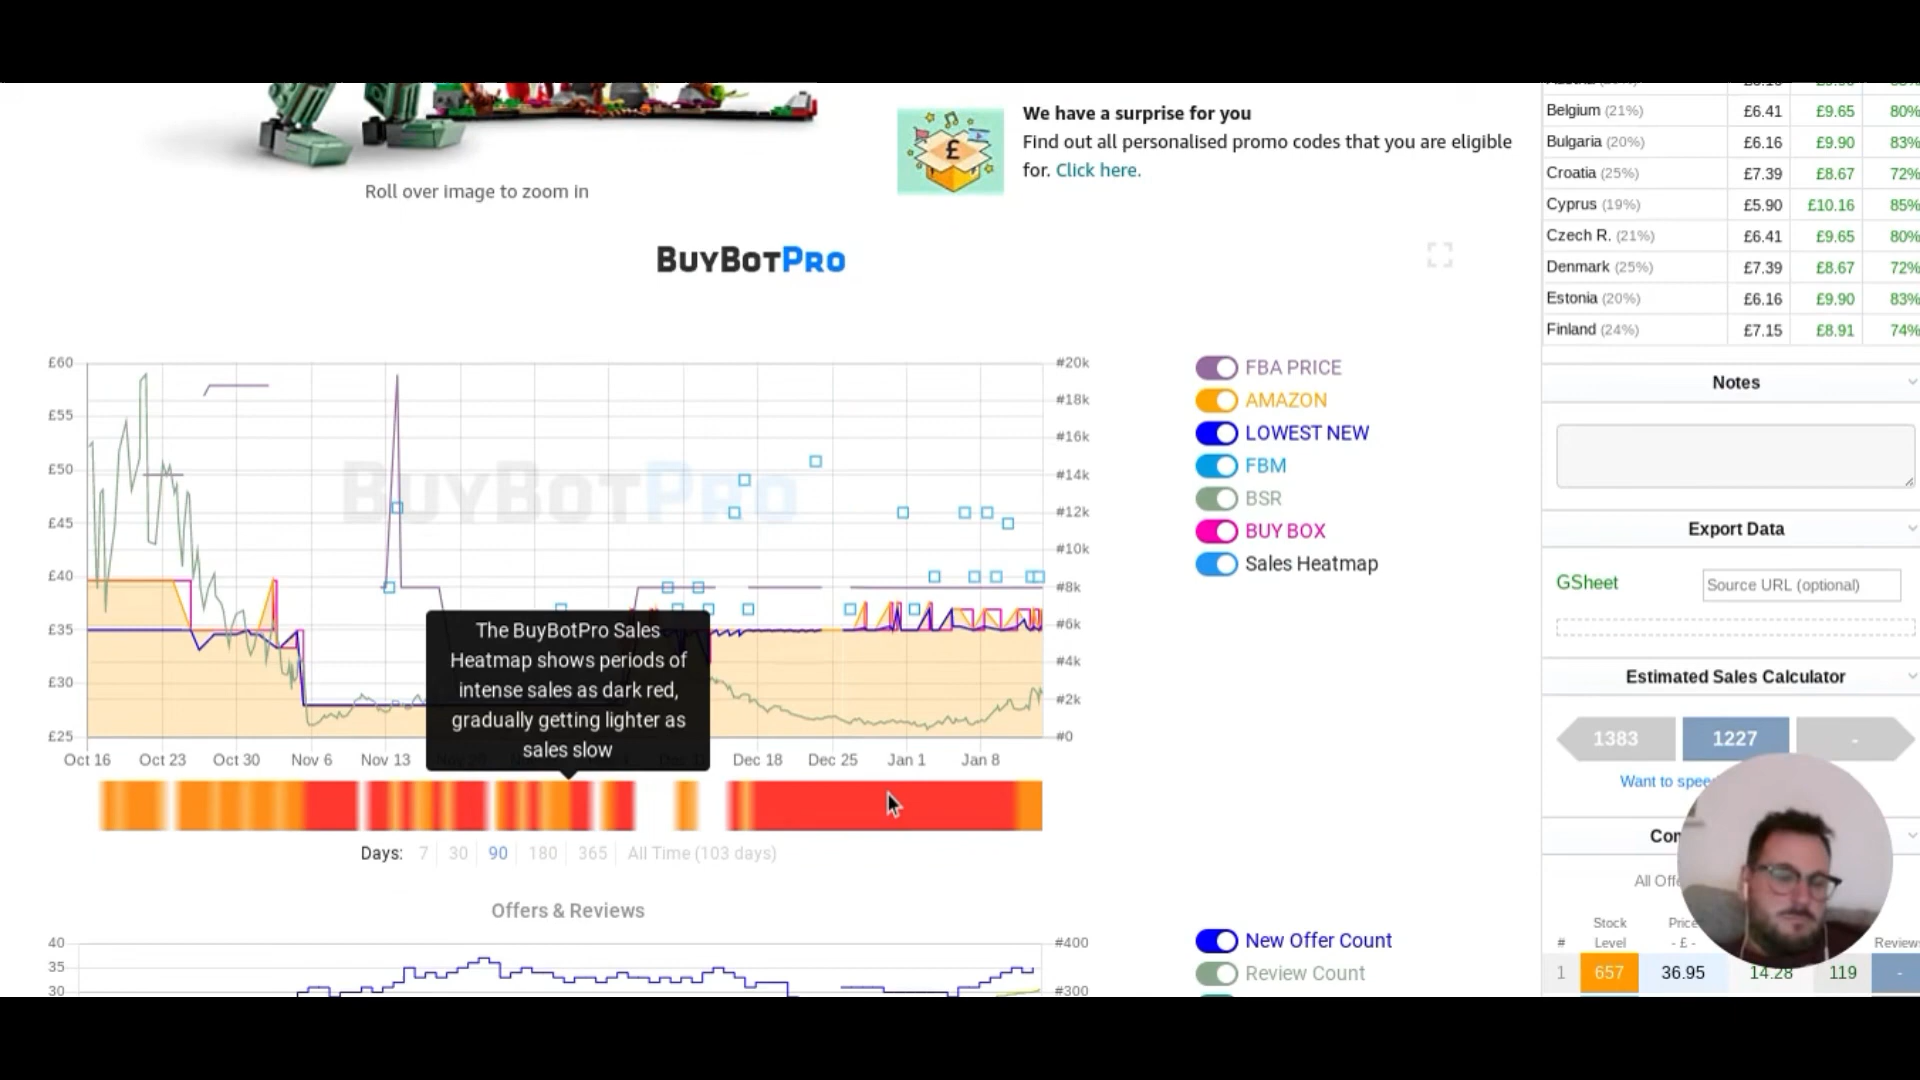 We have a surprise for you
Find out all personalised promo codes that you are eligible
for. Click here.
Roll over image to zoom in
BUYBOTPRO
£60
£55
£50
£45
£40
£35
£30
£25
#20k
#18k
#16k
#14k
#12k
#10k
#8k
#6k
#4k
#2k
#0
BUYBOTPRO
FBA PRICE
AMAZON
LOWEST NEW
FBM
BSR
BUY BOX
Sales Heatmap
The BuyBotPro Sales
Heatmap shows periods of
intense sales as dark red,
gradually getting lighter as
sales slow
Oct 16 Oct 23 Oct 30 Nov 6 Nov 13 Dec 18 Dec 25 Jan 1 Jan 8
Days: 7 30 90 180 365 All Time (103 days)
Offers & Reviews
40
35
30
#400
#300
New Offer Count
Review Count
Belgium (21%) £6.41 £9.65 80%
Bulgaria (20%) £6.16 £9.90 83%
Croatia (25%) £7.39 £8.67 72%
Cyprus (19%) £5.90 £10.16 85%
Czech R. (21%) £6.41 £9.65 80%
Denmark (25%) £7.39 £8.67 72%
Estonia (20%) £6.16 £9.90 83%
Finland (24%) £7.15 £8.91 74%
Notes
Export Data
GSheet Source URL (optional)
Estimated Sales Calculator
1383 1227 -
Want to spee
Con
All Offe
Stock
Level
Price
- £ -
#
Reviews
1 657 36.95 14.28 119 -